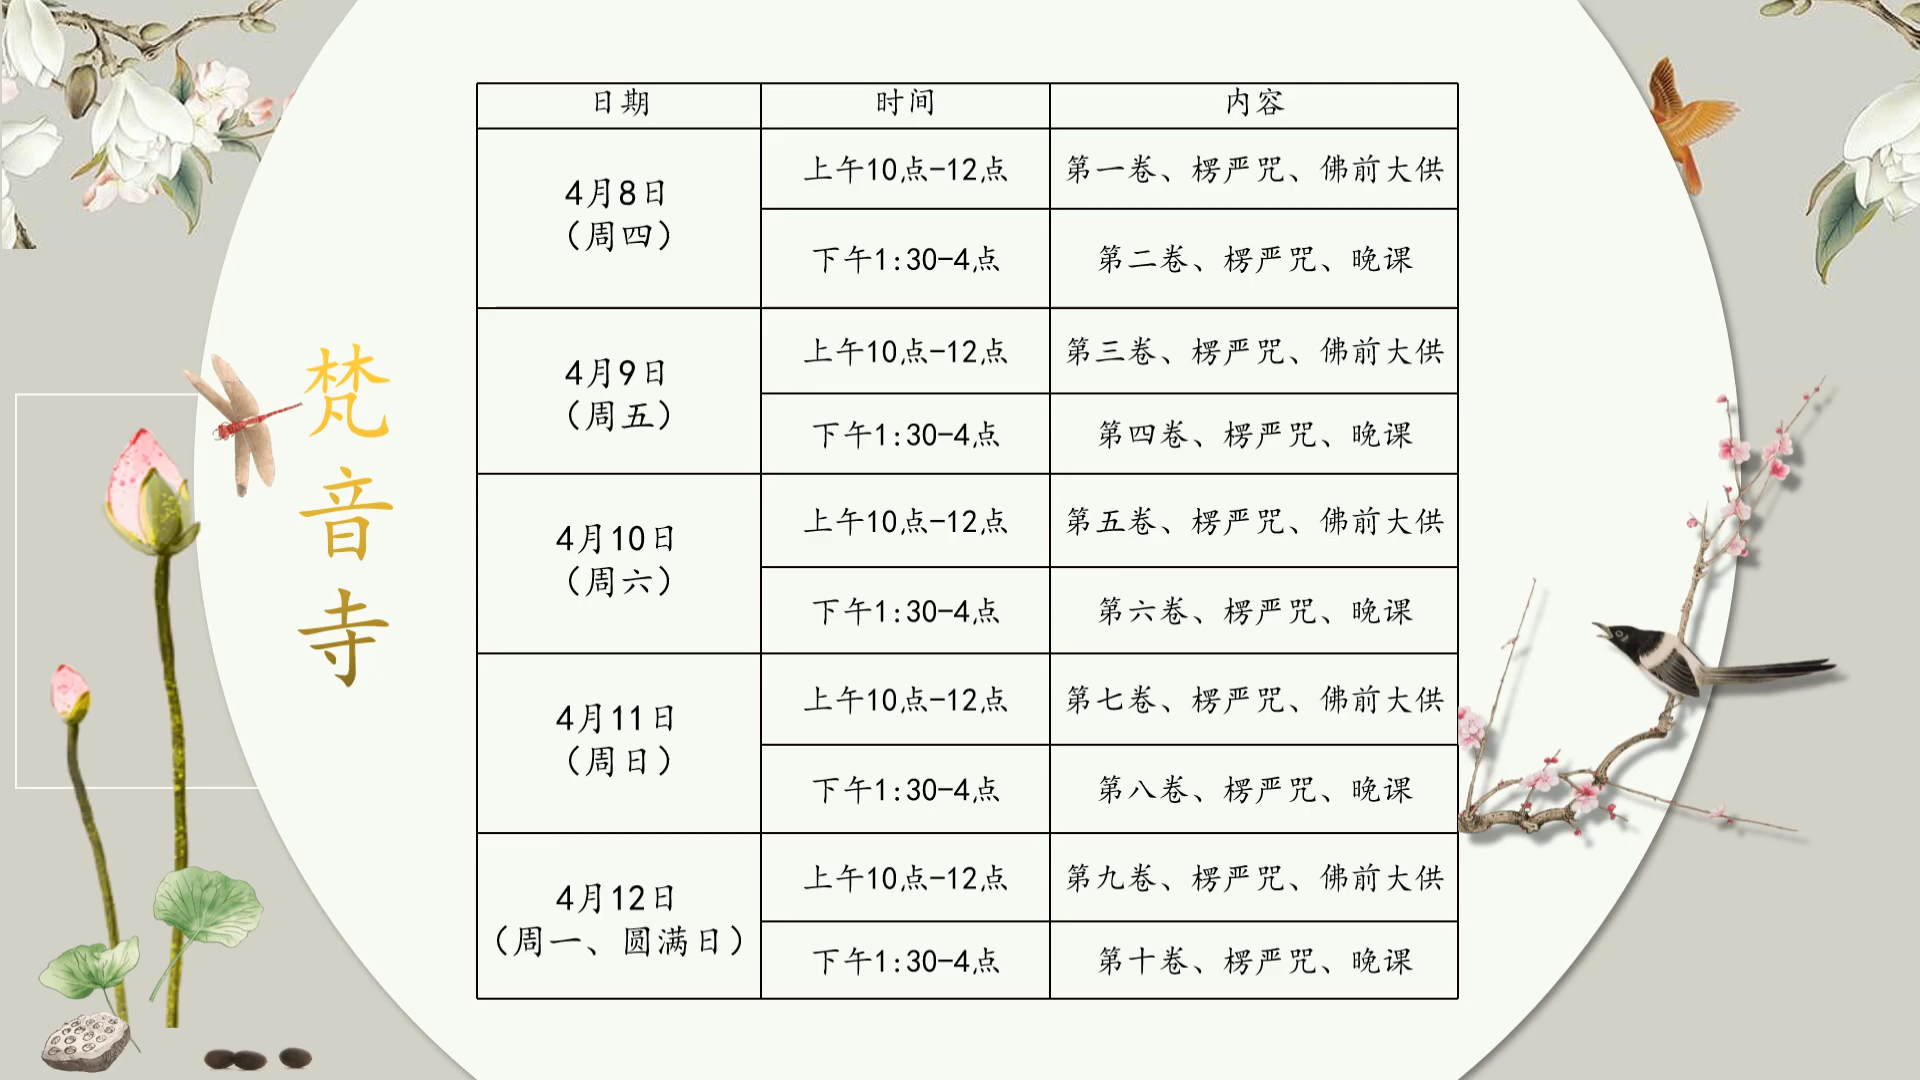 梵音寺
日期 时间 内容
4月8日
（周四）
上午10点-12点 第一卷、楞严咒、佛前大供
下午1:30-4点 第二卷、楞严咒、晚课
4月9日
（周五）
上午10点-12点 第三卷、楞严咒、佛前大供
下午1:30-4点 第四卷、楞严咒、晚课
4月10日
（周六）
上午10点-12点 第五卷、楞严咒、佛前大供
下午1:30-4点 第六卷、楞严咒、晚课
4月11日
（周日）
上午10点-12点 第七卷、楞严咒、佛前大供
下午1:30-4点 第八卷、楞严咒、晚课
4月12日
（周一、圆满日）
上午10点-12点 第九卷、楞严咒、佛前大供
下午1:30-4点 第十卷、楞严咒、晚课